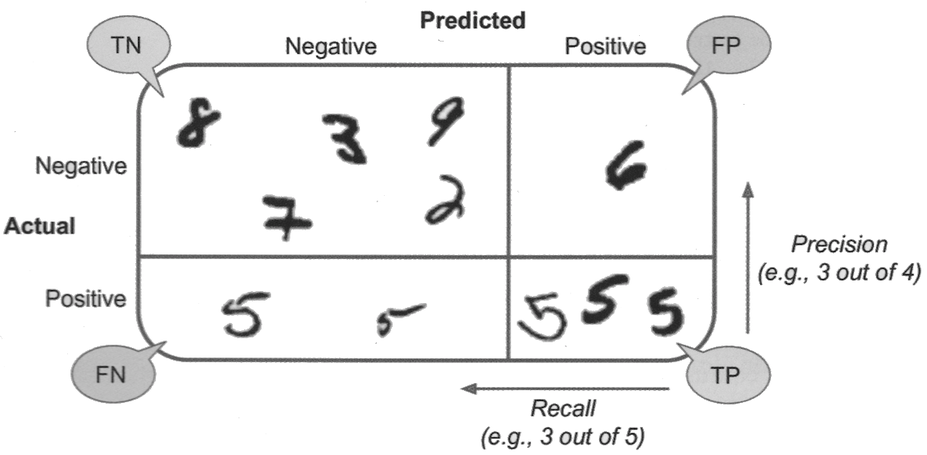 Predicted
TN
Negative
Positive
FP
8
3
9
Negative
6
7
2
Actual
Precision
(e.g., 3 out of 4)
Positive
5
5
5
5
5
FN
TP
Recall
(e.g., 3 out of 5)